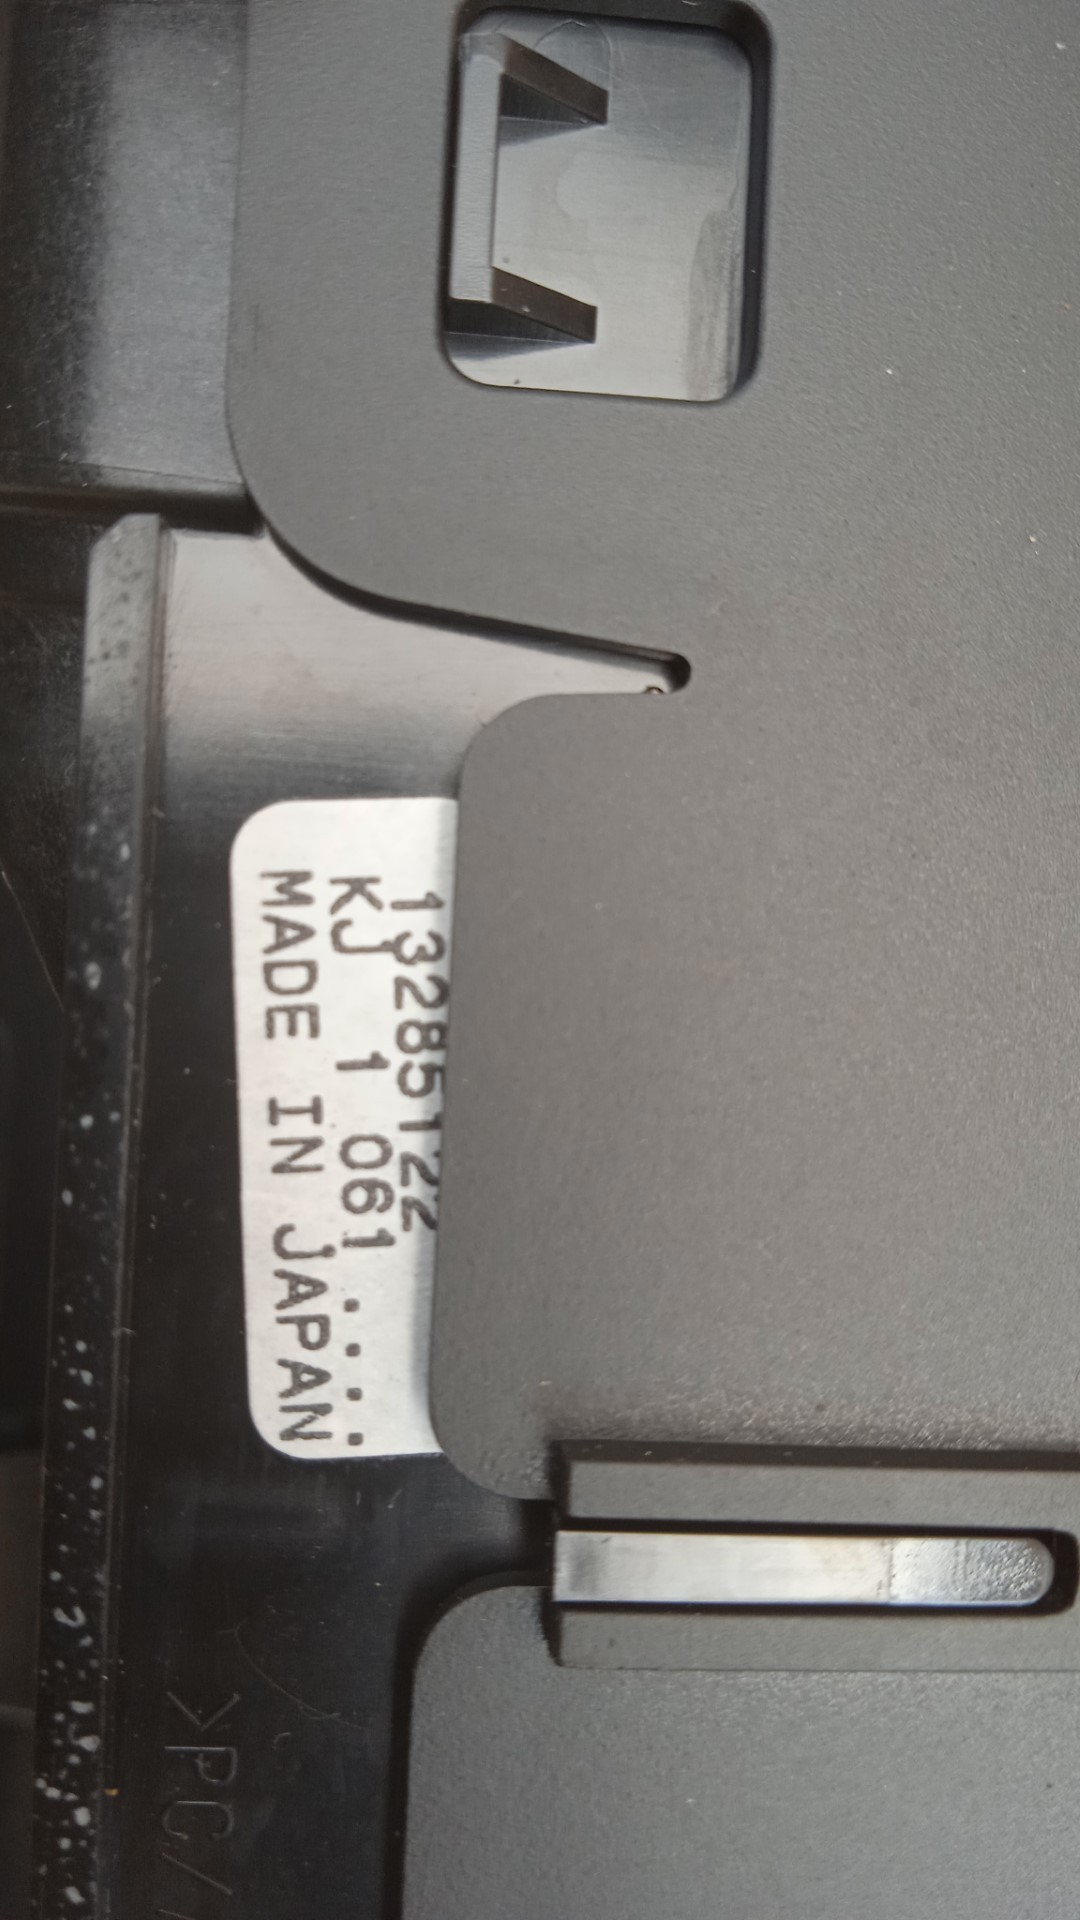 13285122
KJ 1 061 ....
MADE IN JAPAN
>PC/